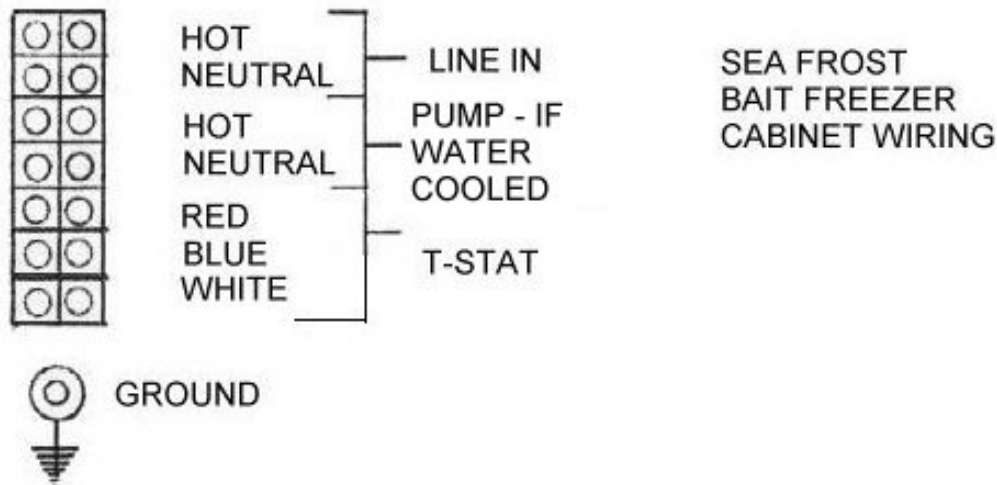 HOT
NEUTRAL
LINE IN
HOT
NEUTRAL
PUMP - IF
WATER
COOLED
RED
BLUE
WHITE
T-STAT
GROUND
SEA FROST
BAIT FREEZER
CABINET WIRING